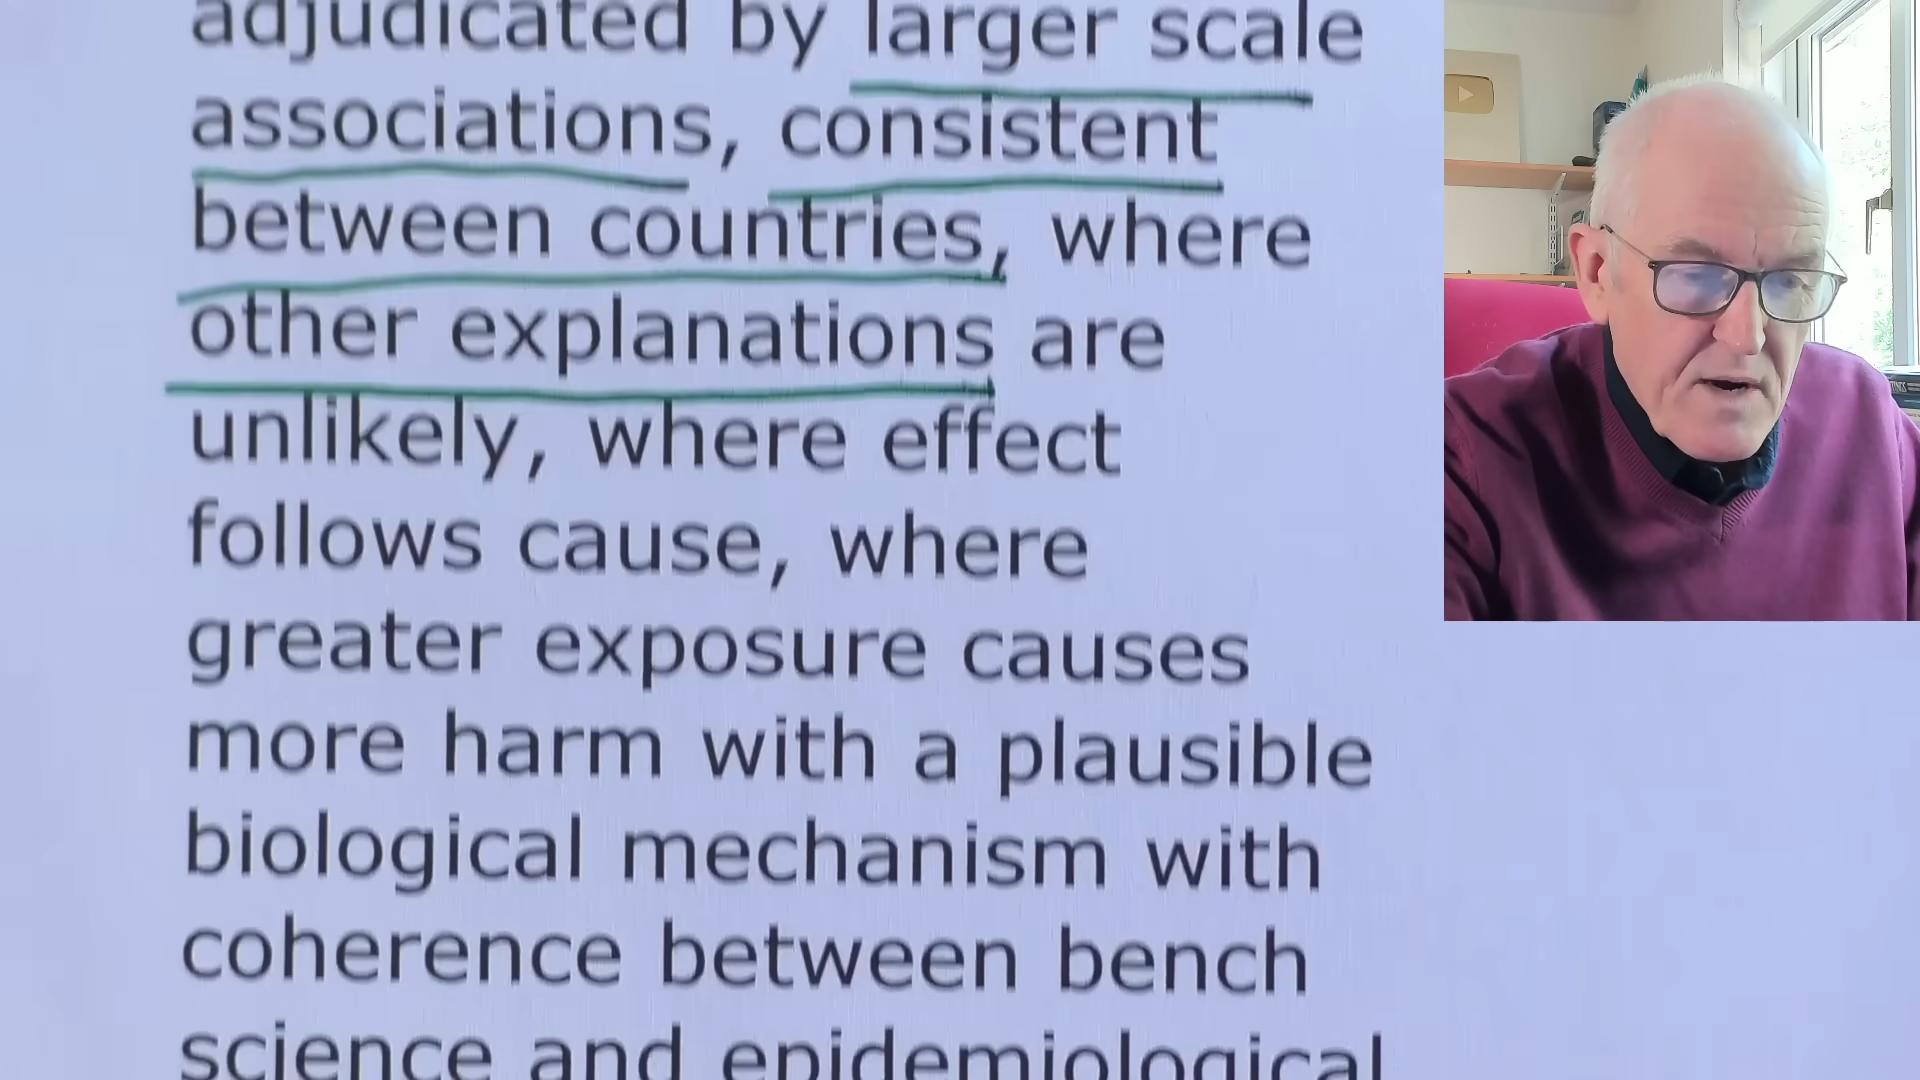 adjudicated by larger scale
associations, consistent
between countries, where
other explanations are
unlikely, where effect
follows cause, where
greater exposure causes
more harm with a plausible
biological mechanism with
coherence between bench
science and epidemiological